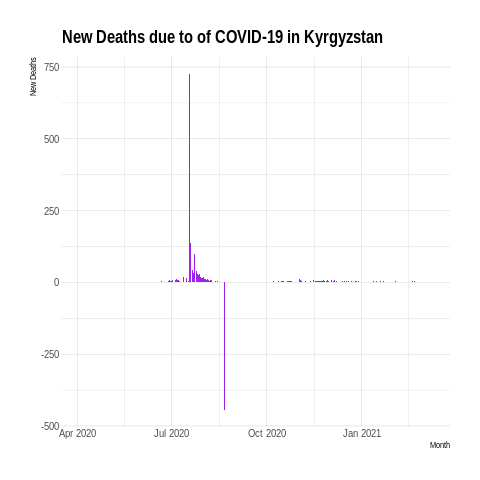 New Deaths due to of COVID-19 in Kyrgyzstan
New Deaths
750
500
250
0
-250
-500
Apr 2020
Jul 2020
Oct 2020
Jan 2021
Month